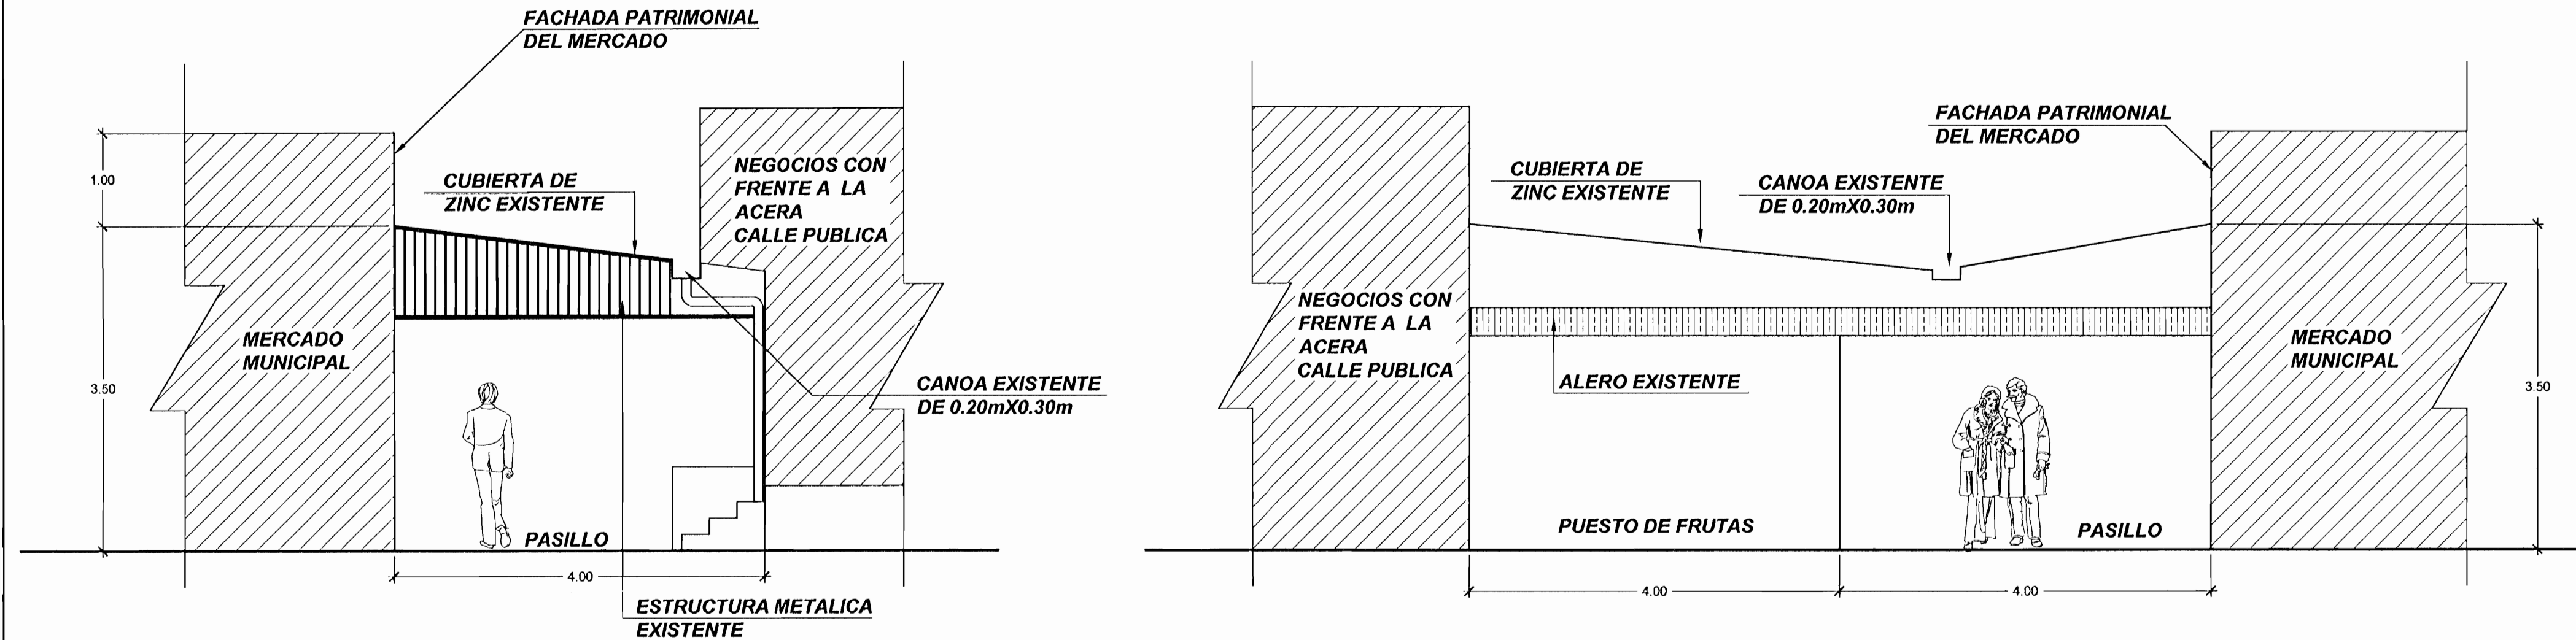 FACHADA PATRIMONIAL
DEL MERCADO
1.00
CUBIERTA DE
ZINC EXISTENTE
NEGOCIOS CON
FRENTE A LA
ACERA
CALLE PUBLICA
MERCADO
MUNICIPAL
3.50
CANOA EXISTENTE
DE 0.20mX0.30m
PASILLO
4.00
ESTRUCTURA METALICA
EXISTENTE
FACHADA PATRIMONIAL
DEL MERCADO
CUBIERTA DE
ZINC EXISTENTE
CANOA EXISTENTE
DE 0.20mX0.30m
NEGOCIOS CON
FRENTE A LA
ACERA
CALLE PUBLICA
ALERO EXISTENTE
MERCADO
MUNICIPAL
3.50
PUESTO DE FRUTAS
PASILLO
4.00
4.00